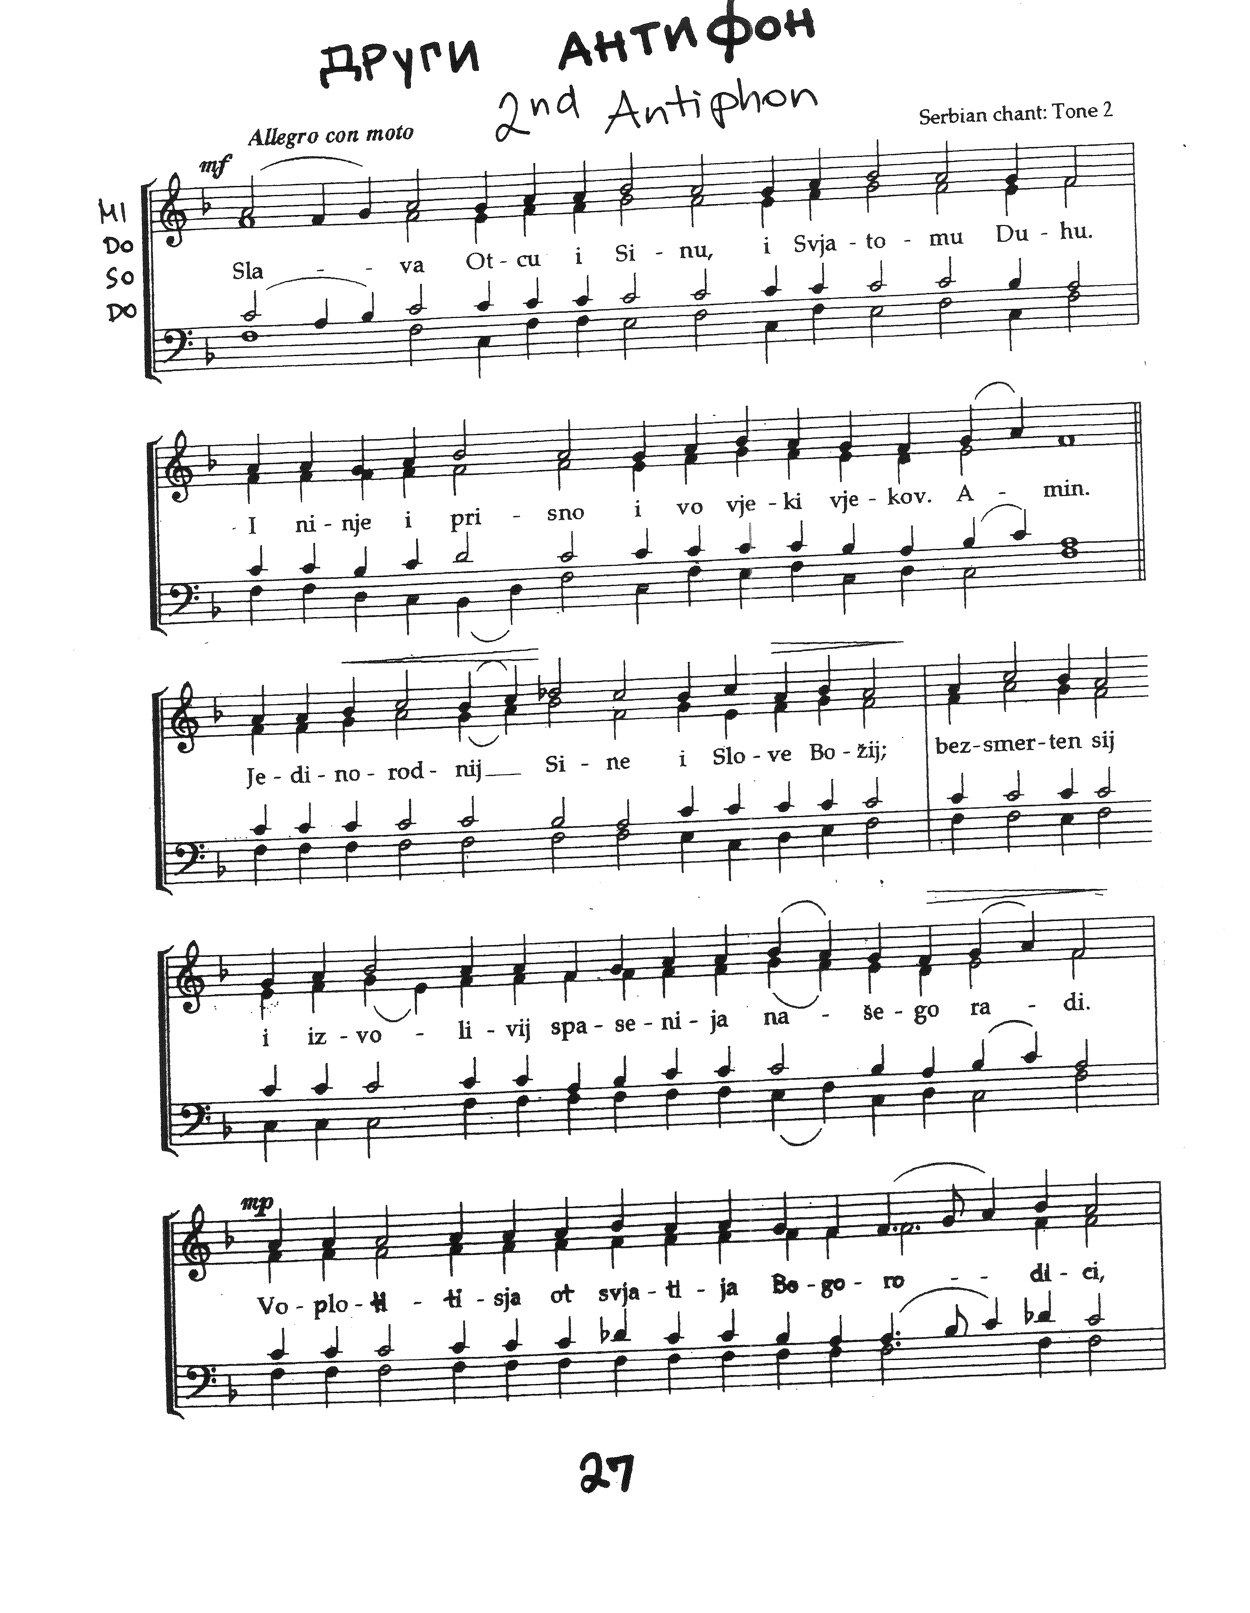 ДРУГИ АНТИФОН
2nd Antiphon
Serbian chant: Tone 2
Allegro con moto
mf
MI
DO
SO
DO
Sla - - va Ot - cu i Si - nu, i Svja - to - mu Du - hu.
I ni - nje i pri - sno i vo vje - ki vje - kov. A - min.
Je - di - no - rod - nij Si - ne i Slo - ve Bo - žij; bez - smer - ten sij
i iz - vo - li - vij spa - se - ni - ja na - še - go ra - di.
mp
Vo - plo - ti - ti - sja ot svja - ti - ja Bo - go - ro - - di - ci,
27